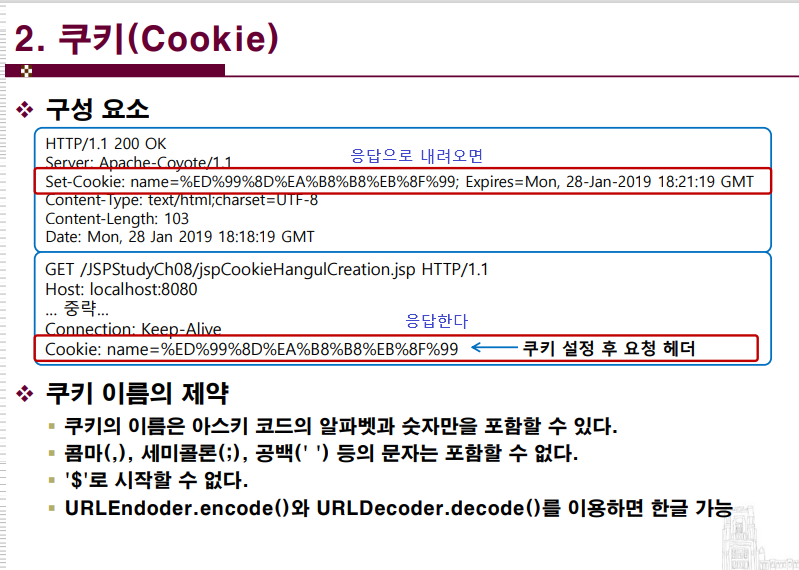 2. 쿠키(Cookie)
구성 요소
HTTP/1.1 200 OK
응답으로 내려오면
Server: Apache-Coyote/1.1
Set-Cookie: name=%ED%99%8D%EA%B8%B8%EB%8F%99; Expires=Mon, 28-Jan-2019 18:21:19 GMT
Content-Type: text/html;charset=UTF-8
Content-Length: 103
Date: Mon, 28 Jan 2019 18:18:19 GMT
GET /JSPStudyCh08/jspCookieHangulCreation.jsp HTTP/1.1
Host: localhost:8080
... 중략...
응답한다
Connection: Keep-Alive
Cookie: name=%ED%99%8D%EA%B8%B8%EB%8F%99 쿠키 설정 후 요청 헤더
쿠키 이름의 제약
쿠키의 이름은 아스키 코드의 알파벳과 숫자만을 포함할 수 있다.
콤마(,), 세미콜론(;), 공백(' ') 등의 문자는 포함할 수 없다.
'$'로 시작할 수 없다.
URLEndoder.encode()와 URLDecoder.decode()를 이용하면 한글 가능